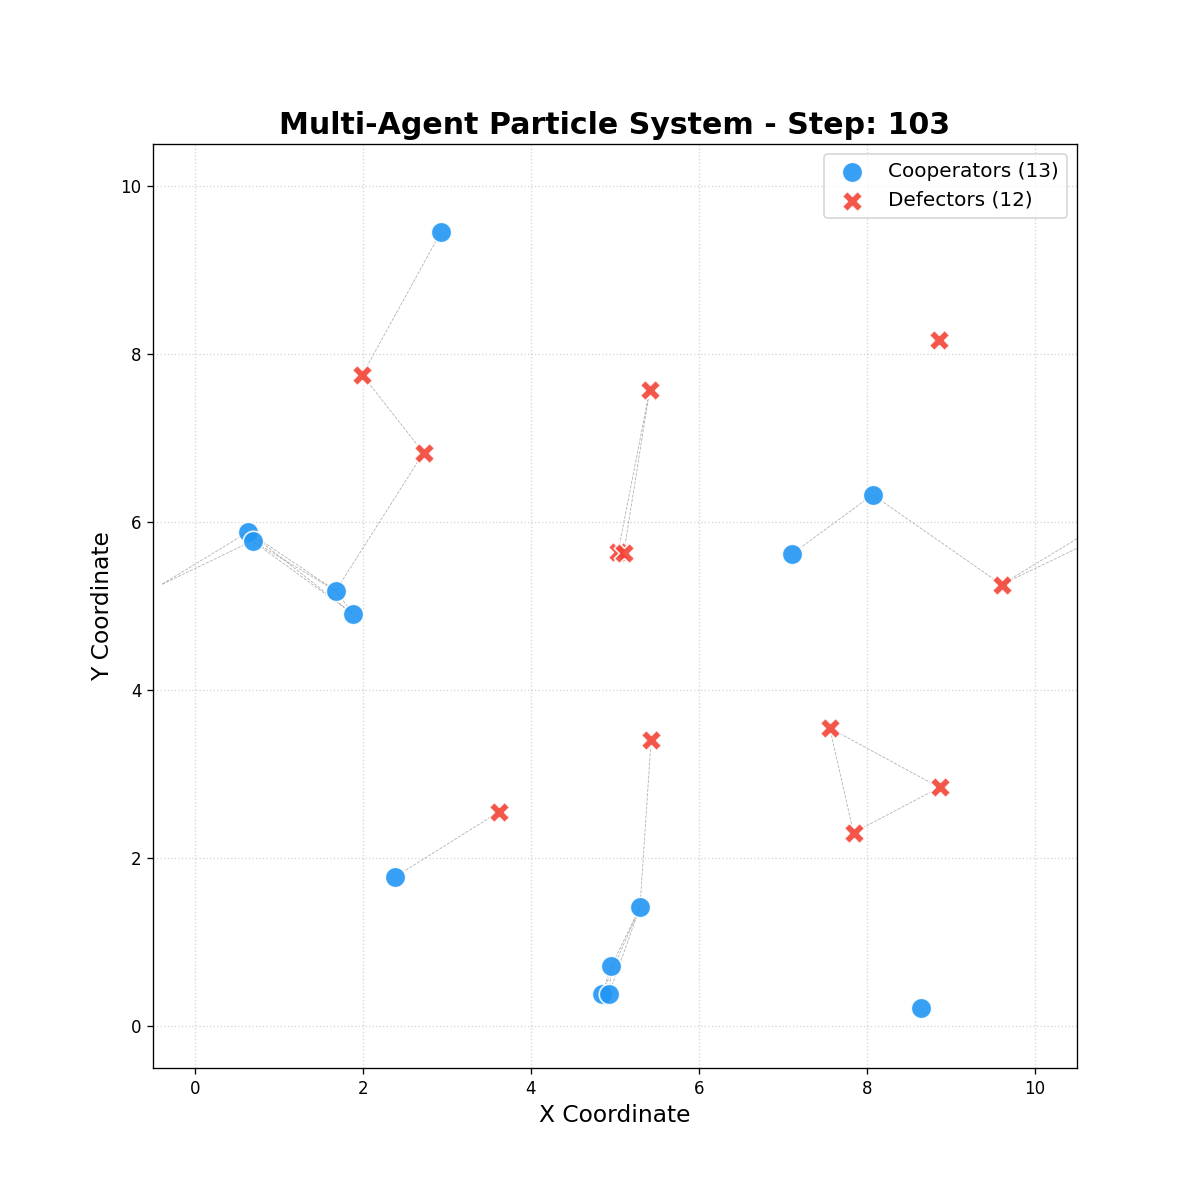 Multi-Agent Particle System - Step: 103
Cooperators (13)
Defectors (12)
10
8
6
4
2
0
Y Coordinate
0 2 4 6 8 10
X Coordinate